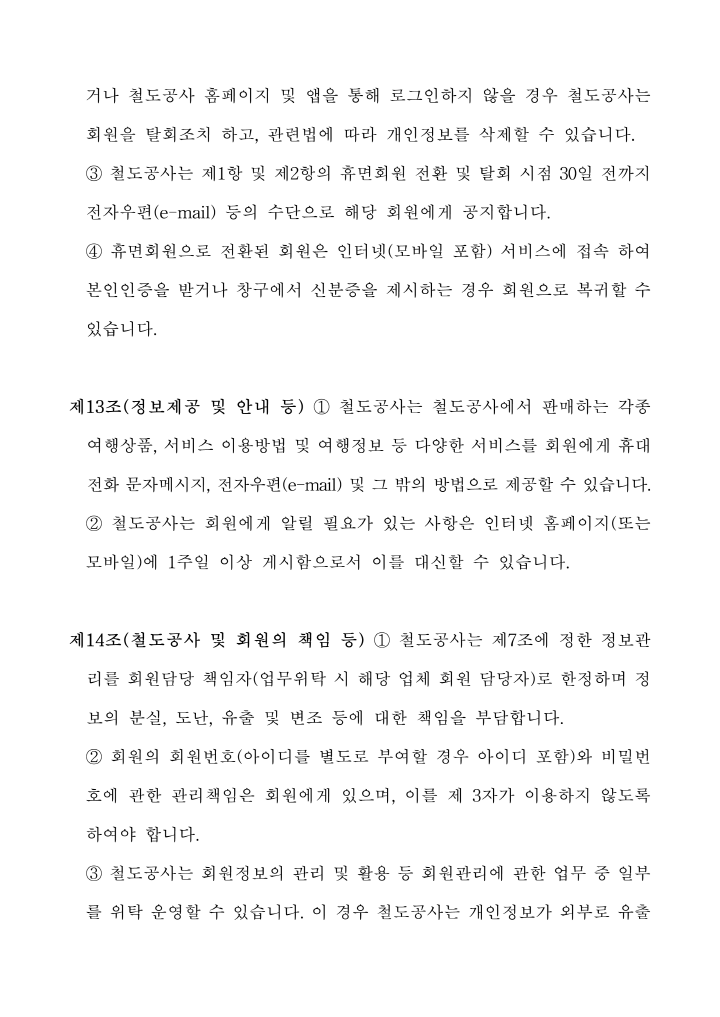 거나 철도공사 홈페이지 및 앱을 통해 로그인하지 않을 경우 철도공사는
회원을 탈회조치 하고, 관련법에 따라 개인정보를 삭제할 수 있습니다.
③ 철도공사는 제1항 및 제2항의 휴면회원 전환 및 탈회 시점 30일 전까지
전자우편(e-mail) 등의 수단으로 해당 회원에게 공지합니다.
④ 휴면회원으로 전환된 회원은 인터넷(모바일 포함) 서비스에 접속 하여
본인인증을 받거나 창구에서 신분증을 제시하는 경우 회원으로 복귀할 수
있습니다.
제13조(정보제공 및 안내 등) ① 철도공사는 철도공사에서 판매하는 각종
여행상품, 서비스 이용방법 및 여행정보 등 다양한 서비스를 회원에게 휴대
전화 문자메시지, 전자우편(e-mail) 및 그 밖의 방법으로 제공할 수 있습니다.
② 철도공사는 회원에게 알릴 필요가 있는 사항은 인터넷 홈페이지(또는
모바일)에 1주일 이상 게시함으로서 이를 대신할 수 있습니다.
제14조(철도공사 및 회원의 책임 등) ① 철도공사는 제7조에 정한 정보관
리를 회원담당 책임자(업무위탁 시 해당 업체 회원 담당자)로 한정하며 정
보의 분실, 도난, 유출 및 변조 등에 대한 책임을 부담합니다.
② 회원의 회원번호(아이디를 별도로 부여할 경우 아이디 포함)와 비밀번
호에 관한 관리책임은 회원에게 있으며, 이를 제 3자가 이용하지 않도록
하여야 합니다.
③ 철도공사는 회원정보의 관리 및 활용 등 회원관리에 관한 업무 중 일부
를 위탁 운영할 수 있습니다. 이 경우 철도공사는 개인정보가 외부로 유출